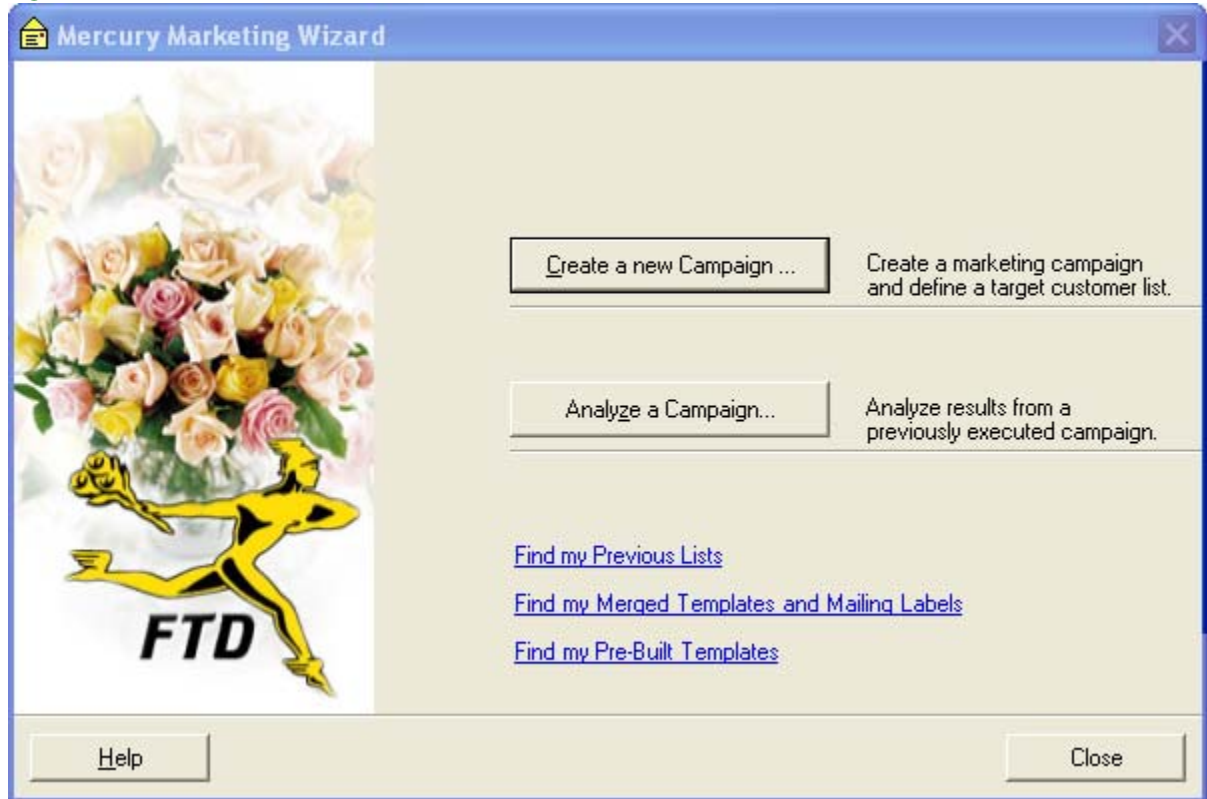 Mercury Marketing Wizard
Create a new Campaign ...
Create a marketing campaign
and define a target customer list.
Analyze a Campaign...
Analyze results from a
previously executed campaign.
Find my Previous Lists
Find my Merged Templates and Mailing Labels
Find my Pre-Built Templates
FTD
Help
Close